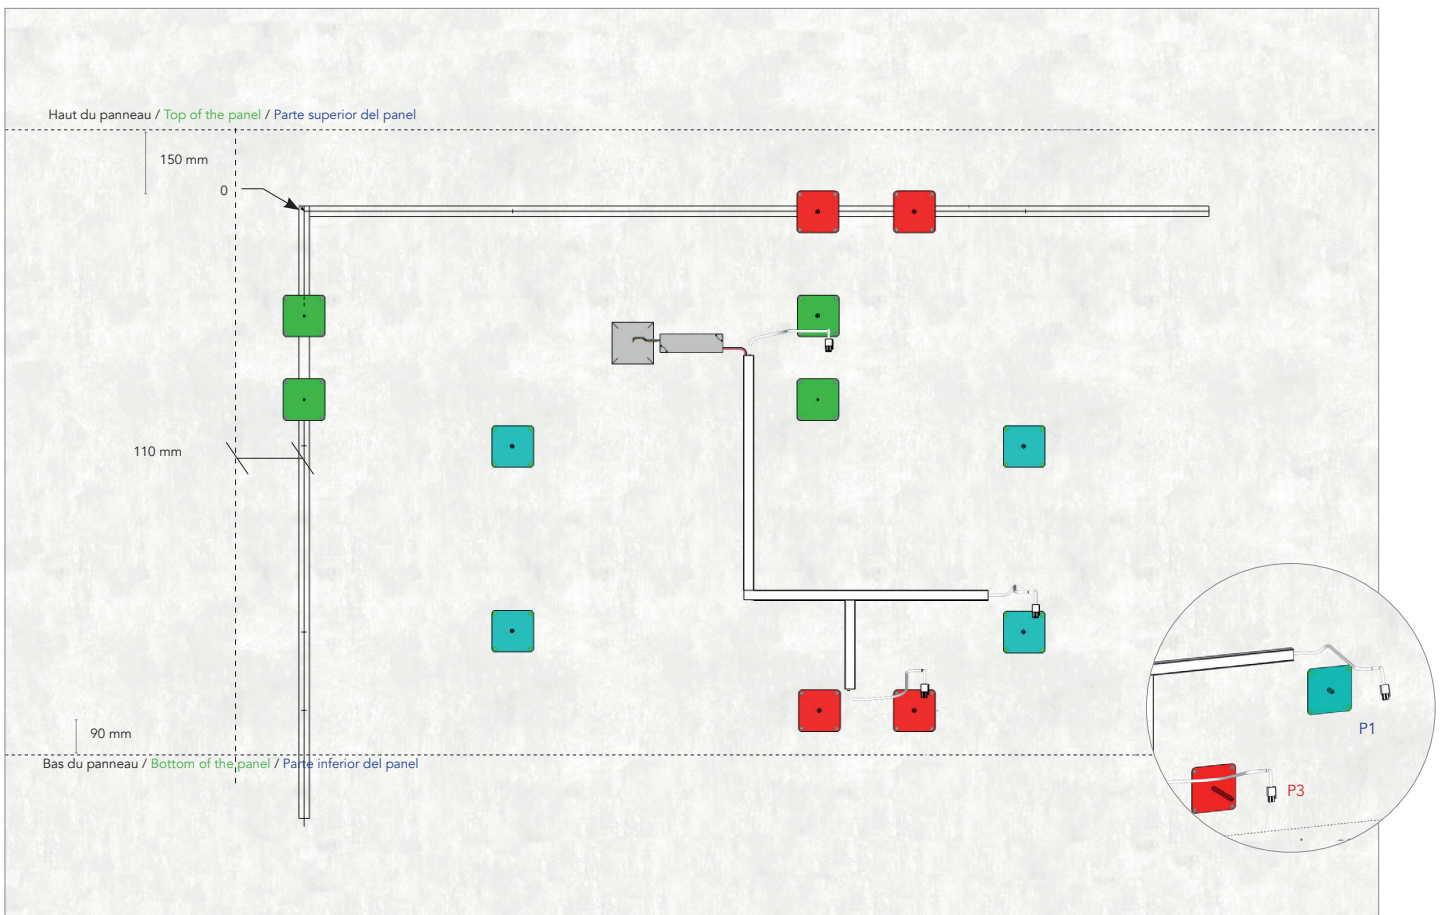 Haut du panneau / Top of the panel / Parte superior del panel
150 mm
0
110 mm
90 mm
Bas du panneau / Bottom of the panel / Parte inferior del panel
P1
P3